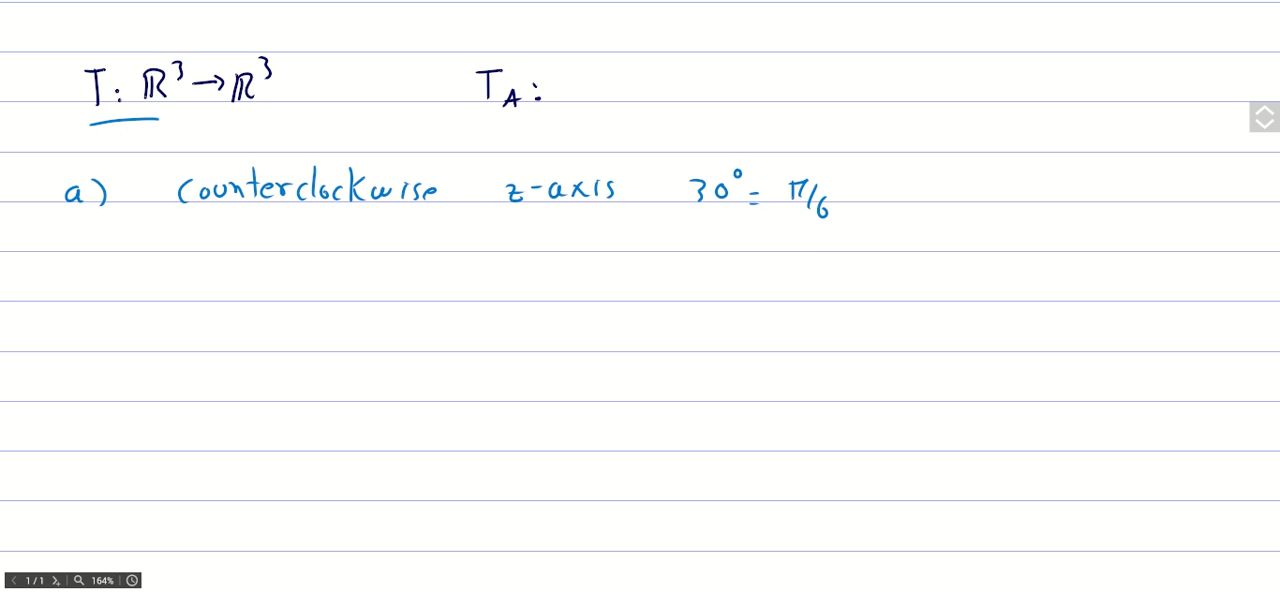 T: ℝ³→ℝ³ T_A:
a) Counterclockwise z-axis 30° = π/6
1/1 164%